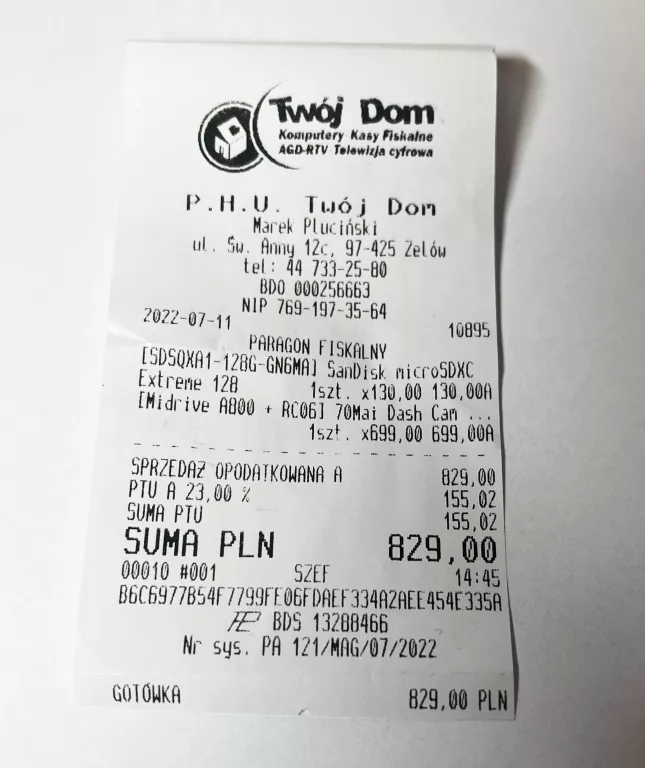 Twój Dom
Komputery Kasy Fiskalne
AGD-RTV Telewizja cyfrowa
P.H.U. Twój Dom
Marek Pluciński
ul. Św. Anny 12c, 97-425 Zelów
tel: 44 733-25-80
BDO 000256663
NIP 769-197-35-64
2022-07-11 10895
PARAGON FISKALNY
[SDSQXA1-128G-GN6MA] SanDisk microSDXC
Extreme 128 1szt. x130,00 130,00A
[Midrive A800 + RC06] 70Mai Dash Cam ...
1szt. x699,00 699,00A
SPRZEDAŻ OPODATKOWANA A 829,00
PTU A 23,00 % 155,02
SUMA PTU 155,02
SUMA PLN 829,00
00010 #001 SZEF 14:45
B6C6977B54F7799FE06FDAEF334A2AEE454E335A
BDS 13288466
Nr sys. PA 121/MAG/07/2022
GOTÓWKA 829,00 PLN